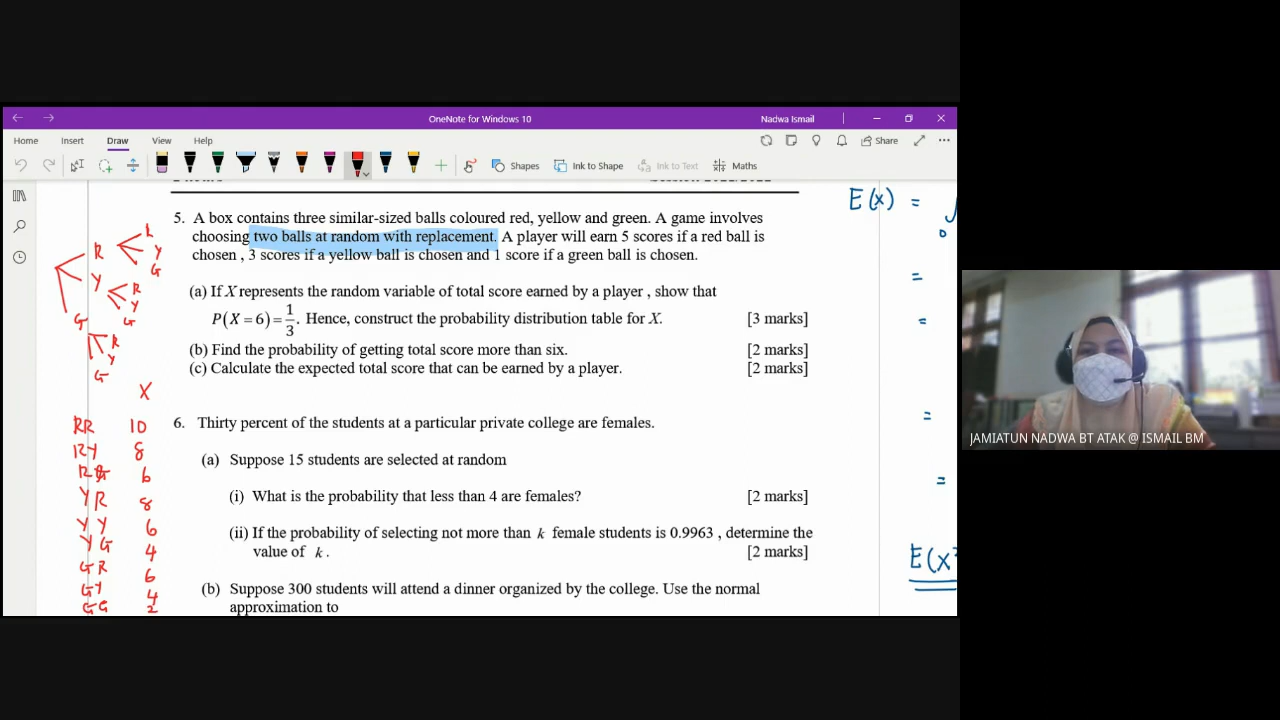 OneNote for Windows 10
Nadwa Ismail
Home Insert Draw View Help
Share
Shapes Ink to Shape Ink to Text Maths
5. A box contains three similar-sized balls coloured red, yellow and green. A game involves
choosing two balls at random with replacement. A player will earn 5 scores if a red ball is
chosen , 3 scores if a yellow ball is chosen and 1 score if a green ball is chosen.
(a) If X represents the random variable of total score earned by a player , show that
P(X=6)=1/3. Hence, construct the probability distribution table for X. [3 marks]
(b) Find the probability of getting total score more than six. [2 marks]
(c) Calculate the expected total score that can be earned by a player. [2 marks]
6. Thirty percent of the students at a particular private college are females.
(a) Suppose 15 students are selected at random
(i) What is the probability that less than 4 are females? [2 marks]
(ii) If the probability of selecting not more than k female students is 0.9963 , determine the
value of k . [2 marks]
(b) Suppose 300 students will attend a dinner organized by the college. Use the normal
approximation to
R
R
Y
G
Y
R
Y
G
G
R
Y
G
X
RR 10
RY 8
RG 6
YR 8
YY 6
YG 4
GR 6
GY 4
GG 2
E(x) =
0
=
=
=
=
JAMIATUN NADWA BT ATAK @ ISMAIL BM